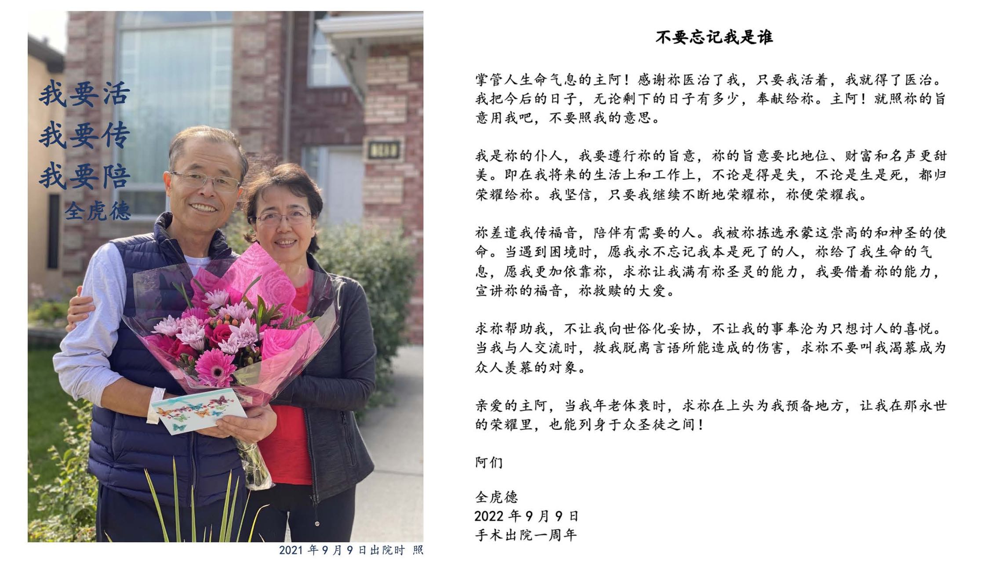 我要活
我要传
我要陪
全虎德
2021 年 9 月 9 日出院时 照
不要忘记我是谁
掌管人生命气息的主阿！感谢祢医治了我，只要我活着，我就得了医治。
我把今后的日子，无论剩下的日子有多少，奉献给祢。主阿！就照祢的旨
意用我吧，不要照我的意思。
我是祢的仆人，我要遵行祢的旨意，祢的旨意要比地位、财富和名声更甜
美。即在我将来的生活上和工作上，不论是得是失，不论是生是死，都归
荣耀给祢。我坚信，只要我继续不断地荣耀祢，祢便荣耀我。
祢差遣我传福音，陪伴有需要的人。我被祢拣选承蒙这崇高的和神圣的使
命。当遇到困境时，愿我永不忘记我本是死了的人，祢给了我生命的气
息，愿我更加依靠祢，求祢让我满有祢圣灵的能力，我要借着祢的能力，
宣讲祢的福音，祢救赎的大爱。
求祢帮助我，不让我向世俗化妥协，不让我的事奉沦为只想讨人的喜悦。
当我与人交流时，救我脱离言语所能造成的伤害，求祢不要叫我渴慕成为
众人羡慕的对象。
亲爱的主阿，当我年老体衰时，求祢在上头为我预备地方，让我在那永世
的荣耀里，也能列身于众圣徒之间！
阿们
全虎德
2022 年 9 月 9 日
手术出院一周年